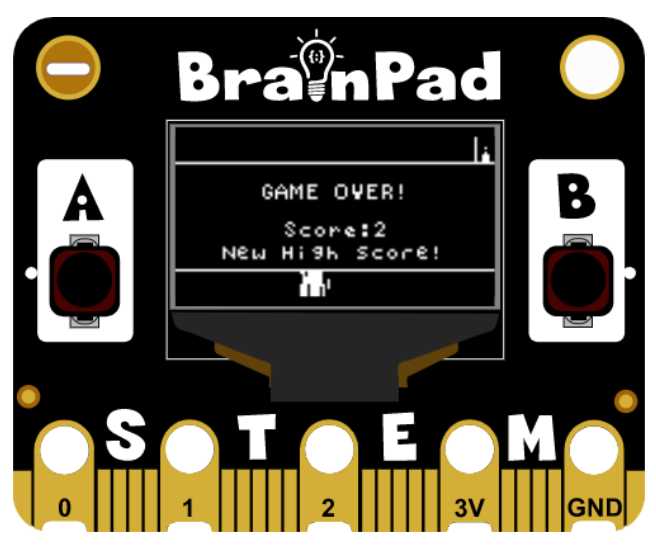 BrainPad
A
B
GAME OVER!
Score:2
New High Score!
S T E M
0 1 2 3V GND